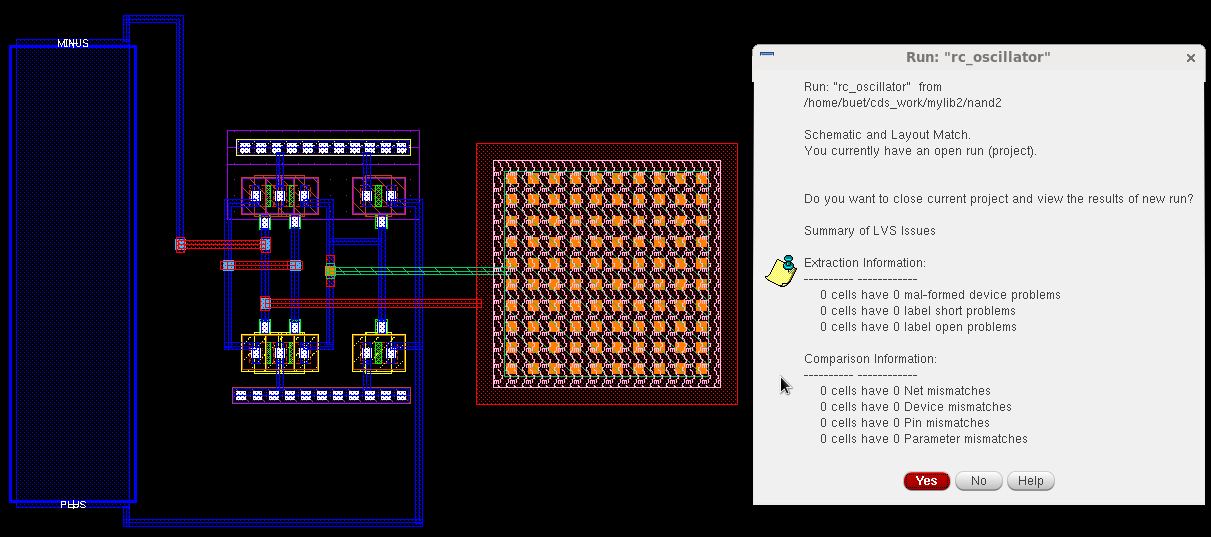 MINUS
PLUS
Run: "rc_oscillator"
Run: "rc_oscillator" from
/home/buet/cds_work/mylib2/nand2
Schematic and Layout Match.
You currently have an open run (project).
Do you want to close current project and view the results of new run?
Summary of LVS Issues
Extraction Information:
---------- ------------
0 cells have 0 mal-formed device problems
0 cells have 0 label short problems
0 cells have 0 label open problems
Comparison Information:
---------- ------------
0 cells have 0 Net mismatches
0 cells have 0 Device mismatches
0 cells have 0 Pin mismatches
0 cells have 0 Parameter mismatches
Yes No Help